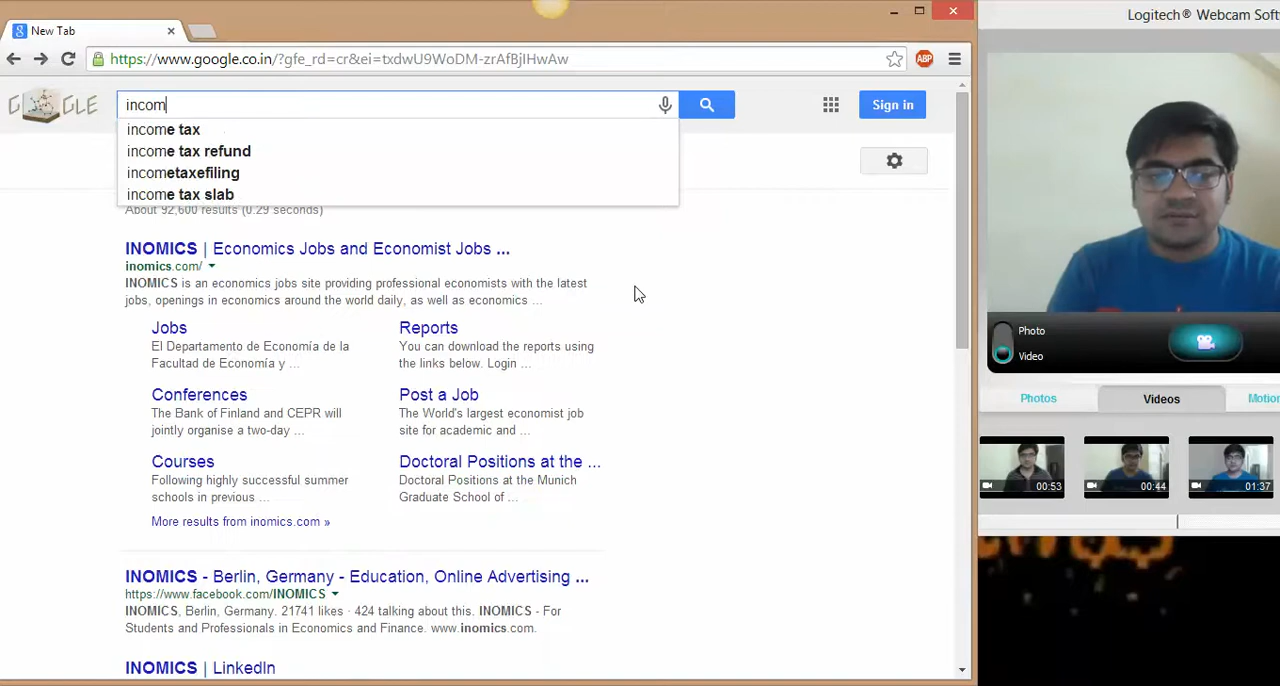 New Tab
https://www.google.co.in/?gfe_rd=cr&ei=txdwU9WoDM-zrAfBjIHwAw
ABP
GOOGLE
incom
Sign in
income tax
income tax refund
incometaxefiling
income tax slab
About 92,600 results (0.29 seconds)
INOMICS | Economics Jobs and Economist Jobs ...
inomics.com/
INOMICS is an economics jobs site providing professional economists with the latest
jobs, openings in economics around the world daily, as well as economics ...
Jobs
El Departamento de Economía de la
Facultad de Economía y ...
Reports
You can download the reports using
the links below. Login ...
Conferences
The Bank of Finland and CEPR will
jointly organise a two-day ...
Post a Job
The World's largest economist job
site for academic and ...
Courses
Following highly successful summer
schools in previous ...
Doctoral Positions at the ...
Doctoral Positions at the Munich
Graduate School of ...
More results from inomics.com »
INOMICS - Berlin, Germany - Education, Online Advertising ...
https://www.facebook.com/INOMICS
INOMICS, Berlin, Germany. 21741 likes · 424 talking about this. INOMICS - For
Students and Professionals in Economics and Finance. www.inomics.com.
INOMICS | LinkedIn
Logitech® Webcam Soft
Photo
Video
Photos
Videos
Motion
00:53
00:44
01:37